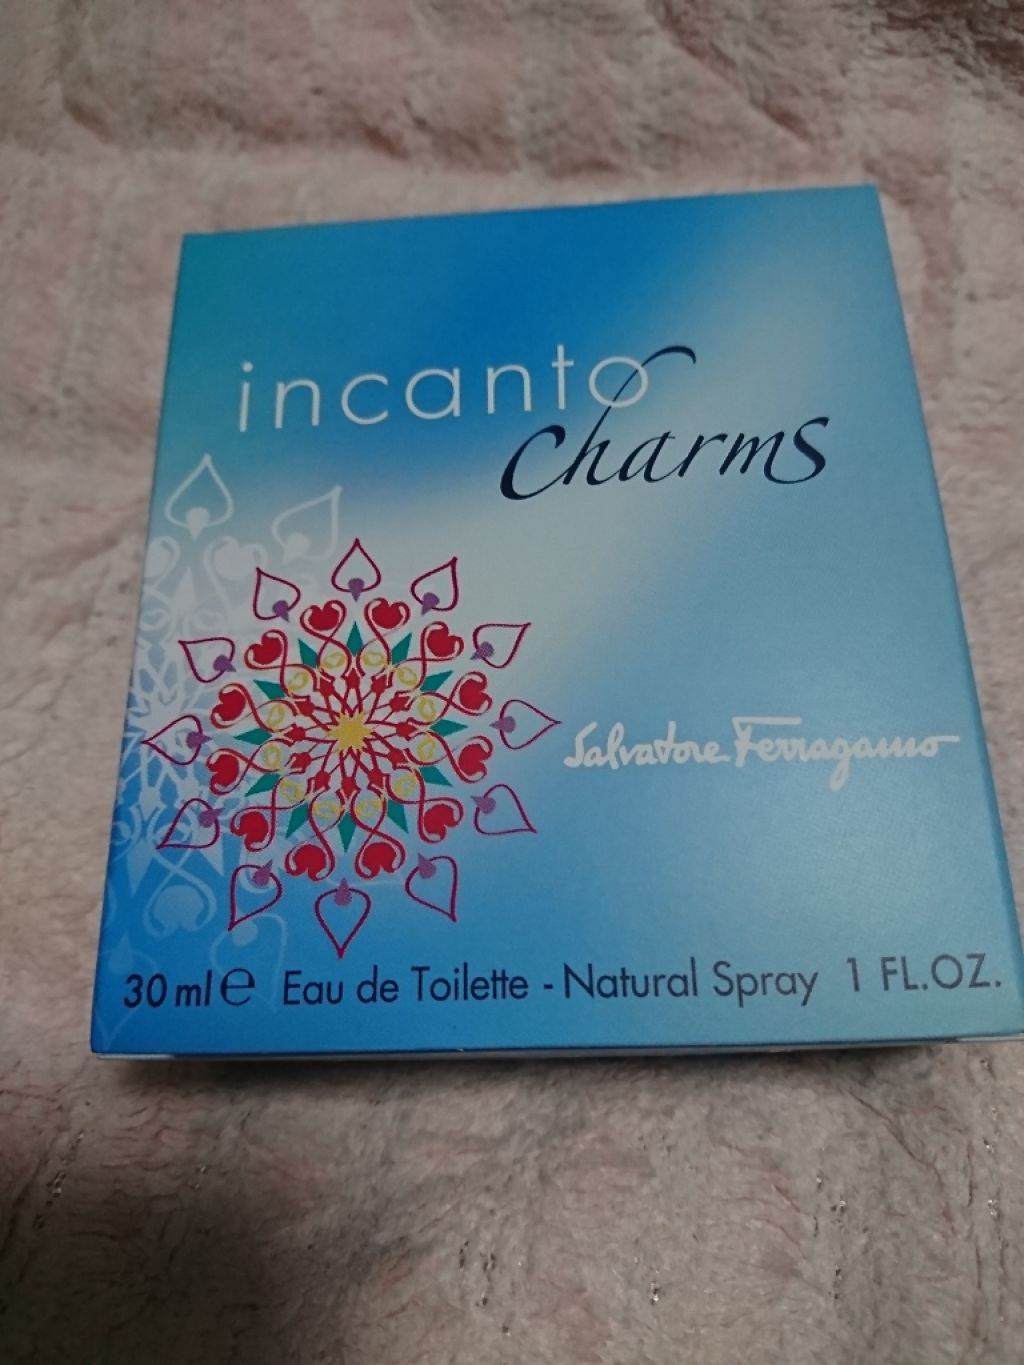 incanto
charms
Salvatore Ferragamo
30 ml e Eau de Toilette - Natural Spray 1 FL.OZ.